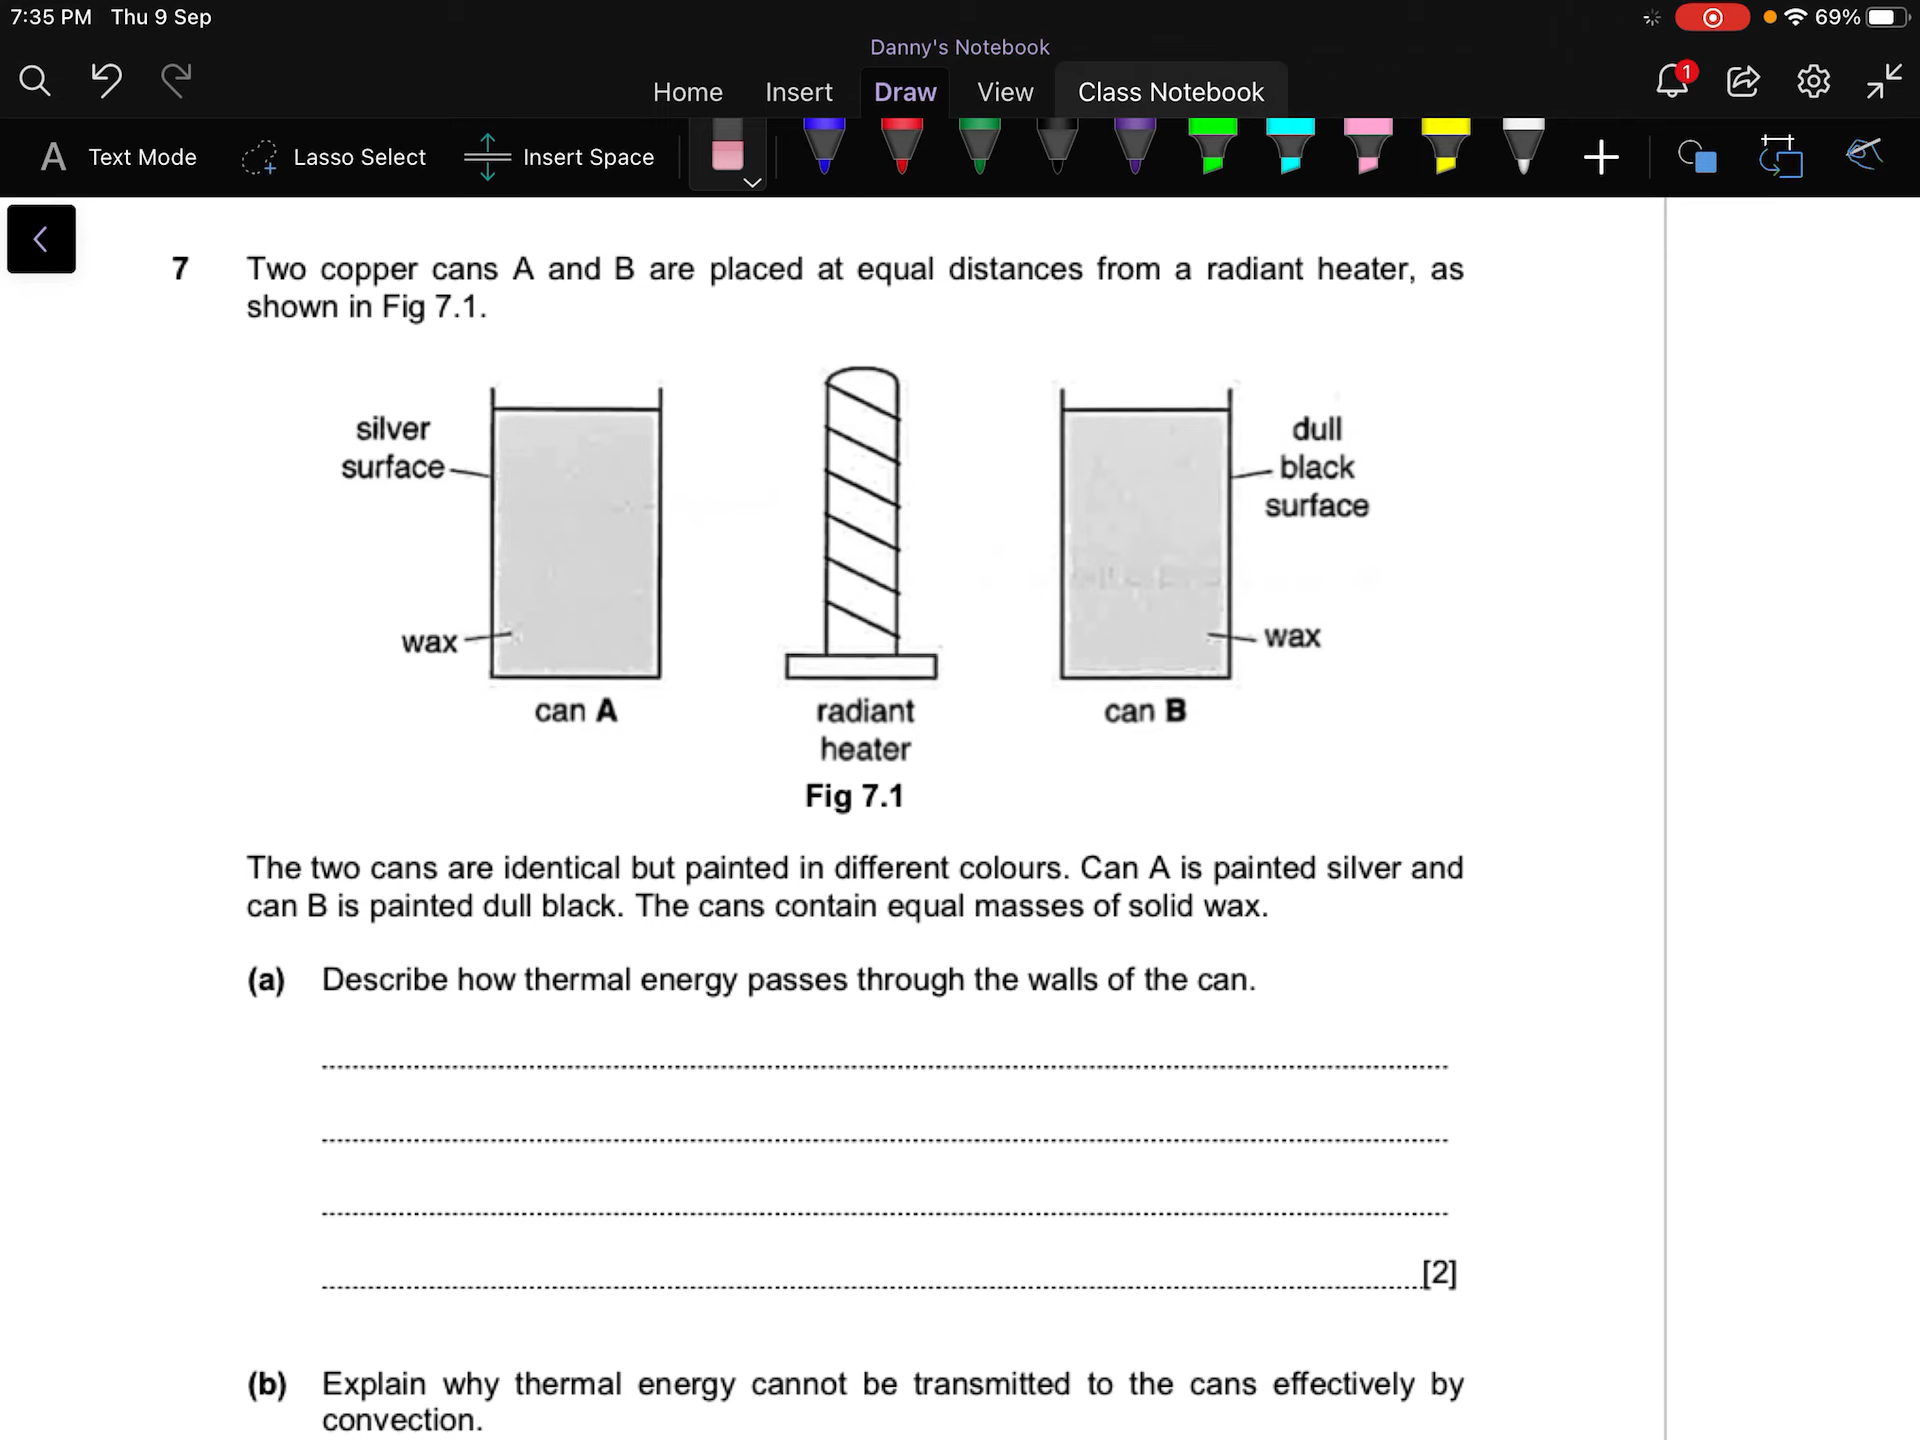 7:35 PM Thu 9 Sep
69%
Danny's Notebook
Home Insert Draw View Class Notebook
1
A Text Mode Lasso Select Insert Space
7 Two copper cans A and B are placed at equal distances from a radiant heater, as
shown in Fig 7.1.
silver
surface
wax
can A
radiant
heater
dull
black
surface
wax
can B
Fig 7.1
The two cans are identical but painted in different colours. Can A is painted silver and
can B is painted dull black. The cans contain equal masses of solid wax.
(a) Describe how thermal energy passes through the walls of the can.
[2]
(b) Explain why thermal energy cannot be transmitted to the cans effectively by
convection.